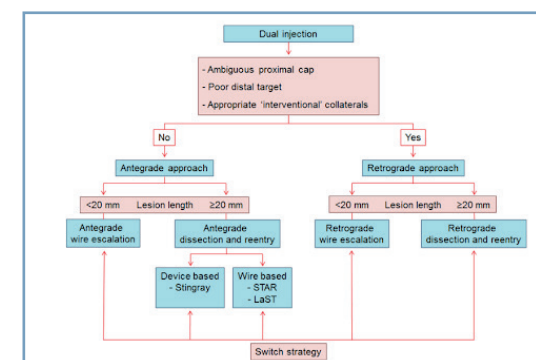 Dual injection
- Ambiguous proximal cap
- Poor distal target
- Appropriate 'interventional' collaterals
No
Yes
Antegrade approach
Retrograde approach
<20 mm Lesion length ≥20 mm
<20 mm Lesion length ≥20 mm
Antegrade
wire escalation
Antegrade
dissection and reentry
Retrograde
wire escalation
Retrograde
dissection and reentry
Device based
- Stingray
Wire based
- STAR
- LaST
Switch strategy